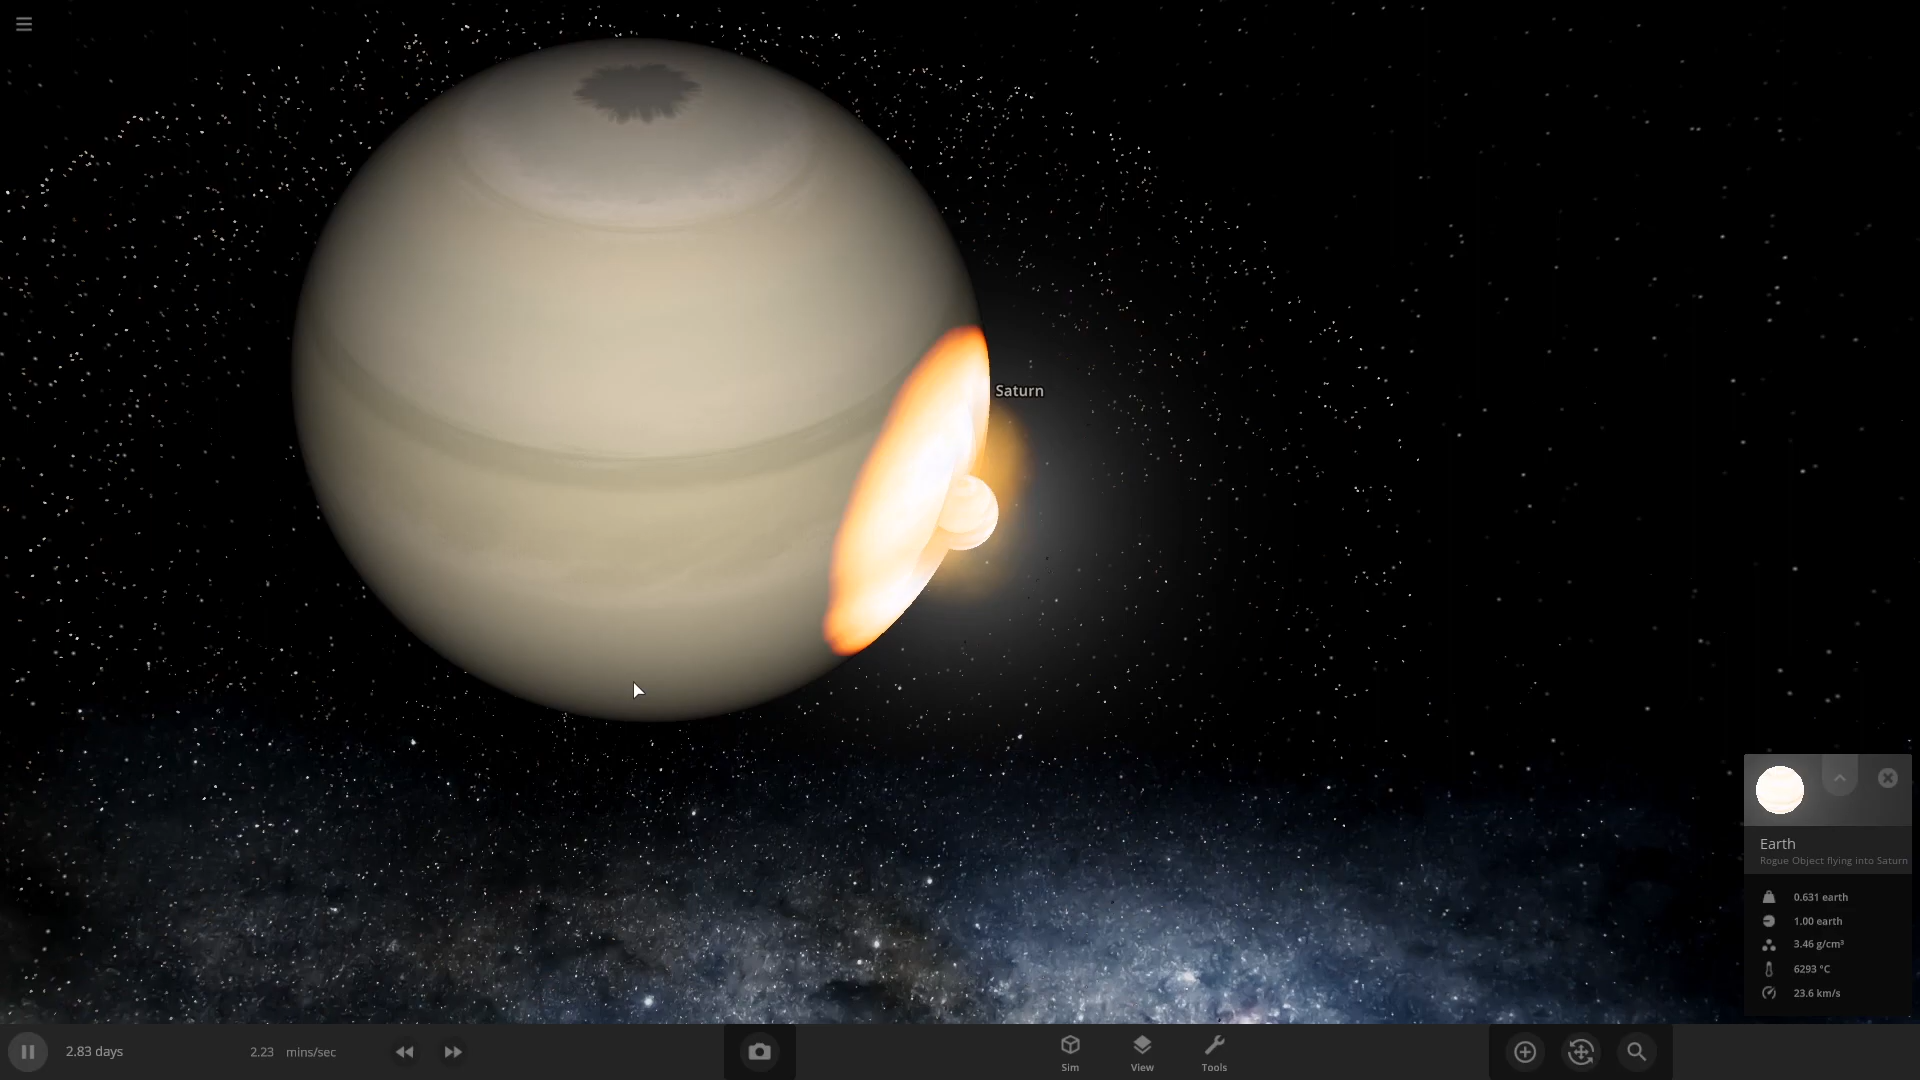 Saturn
Earth
Rogue Object flying into Saturn
0.631 earth
1.00 earth
3.46 g/cm³
6293 °C
23.6 km/s
2.83 days
2.23 mins/sec
Sim
View
Tools